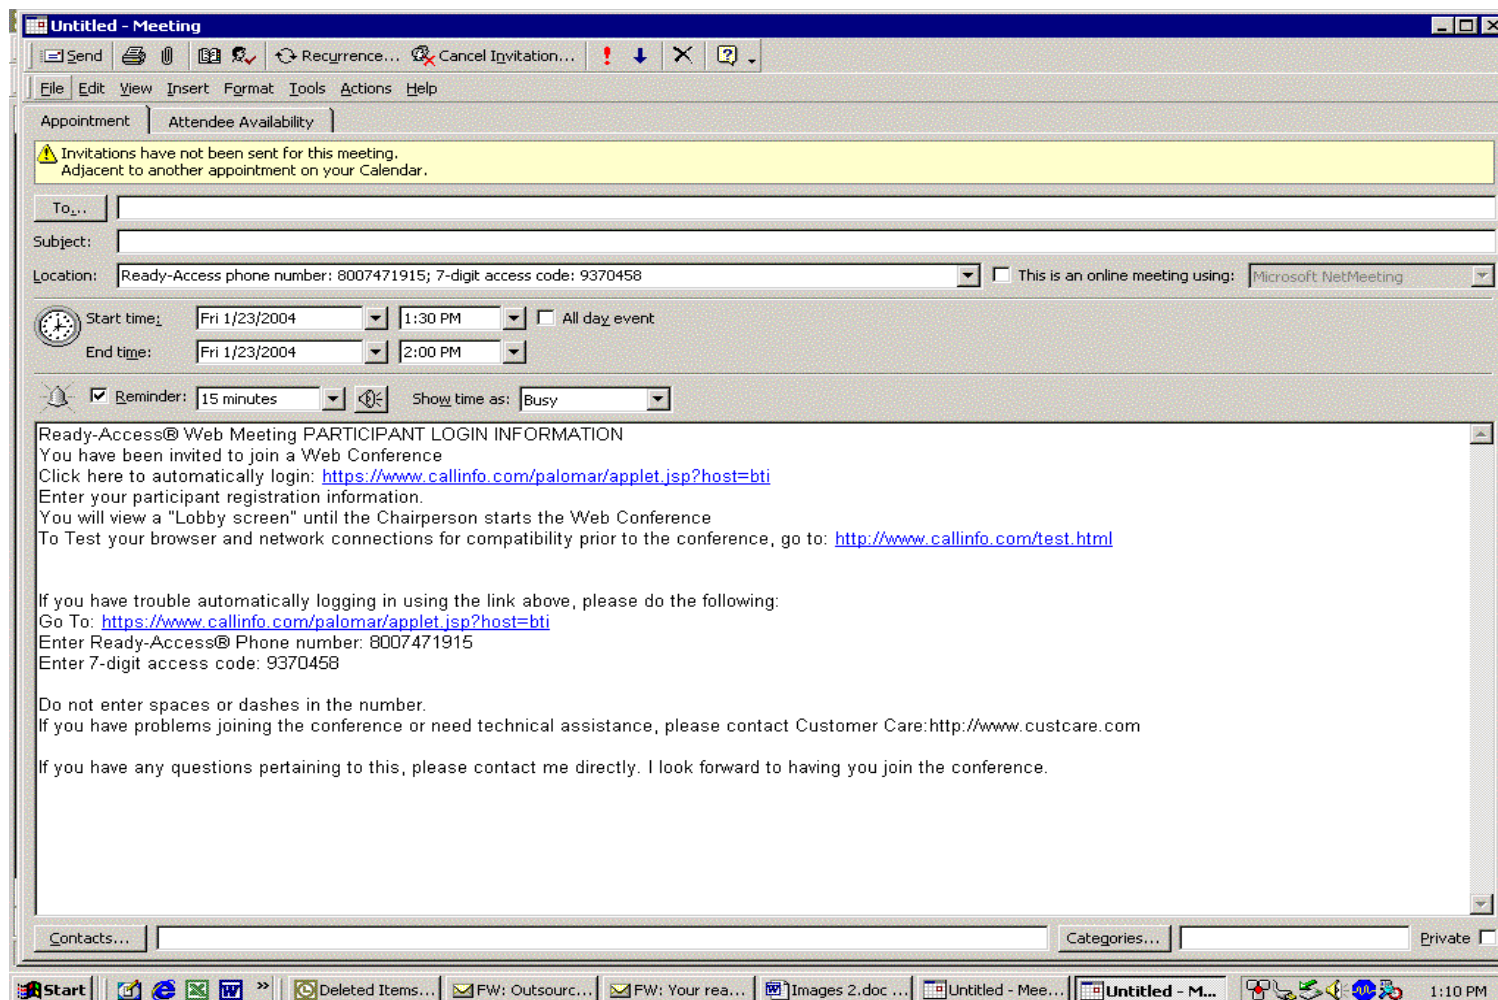 Untitled - Meeting
Send Recurrence... Cancel Invitation...
File Edit View Insert Format Tools Actions Help
Appointment Attendee Availability
Invitations have not been sent for this meeting.
Adjacent to another appointment on your Calendar.
To...
Subject:
Location: Ready-Access phone number: 8007471915; 7-digit access code: 9370458 This is an online meeting using: Microsoft NetMeeting
Start time: Fri 1/23/2004 1:30 PM All day event
End time: Fri 1/23/2004 2:00 PM
Reminder: 15 minutes Show time as: Busy
Ready-Access® Web Meeting PARTICIPANT LOGIN INFORMATION
You have been invited to join a Web Conference
Click here to automatically login: https://www.callinfo.com/palomar/applet.jsp?host=bti
Enter your participant registration information.
You will view a "Lobby screen" until the Chairperson starts the Web Conference
To Test your browser and network connections for compatibility prior to the conference, go to: http://www.callinfo.com/test.html
If you have trouble automatically logging in using the link above, please do the following:
Go To: https://www.callinfo.com/palomar/applet.jsp?host=bti
Enter Ready-Access® Phone number: 8007471915
Enter 7-digit access code: 9370458
Do not enter spaces or dashes in the number.
If you have problems joining the conference or need technical assistance, please contact Customer Care:http://www.custcare.com
If you have any questions pertaining to this, please contact me directly. I look forward to having you join the conference.
Contacts... Categories... Private
Start Deleted Items... FW: Outsourc... FW: Your rea... Images 2.doc ... Untitled - Mee... Untitled - M... 1:10 PM